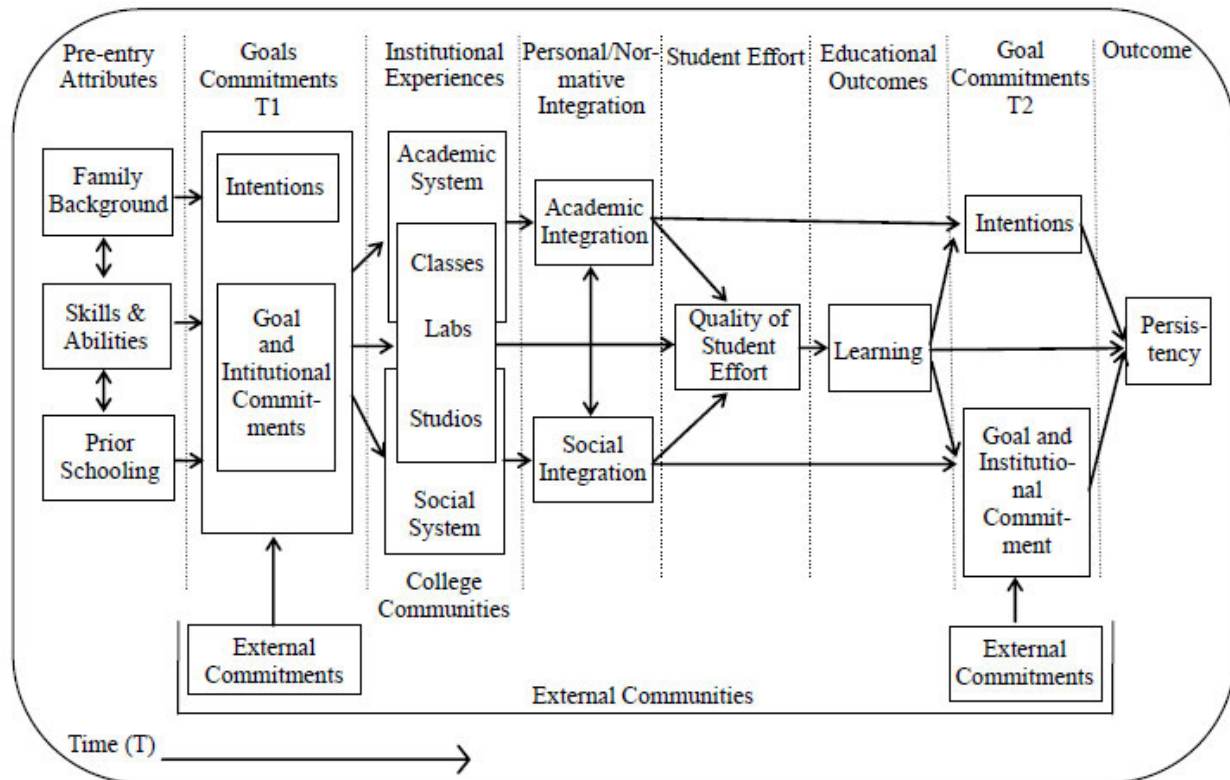 Pre-entry
Attributes
Goals
Commitments
T1
Institutional
Experiences
Personal/Nor-
mative
Integration
Student Effort
Educational
Outcomes
Goal
Commitments
T2
Outcome
Family
Background
Skills &
Abilities
Prior
Schooling
Intentions
Goal
and
Intitutional
Commit-
ments
Academic
System
Classes
Labs
Studios
Social
System
College
Communities
Academic
Integration
Social
Integration
Quality of
Student
Effort
Learning
Intentions
Goal and
Institutio-
nal
Commit-
ment
Persis-
tency
External
Commitments
External
Commitments
External Communities
Time (T)